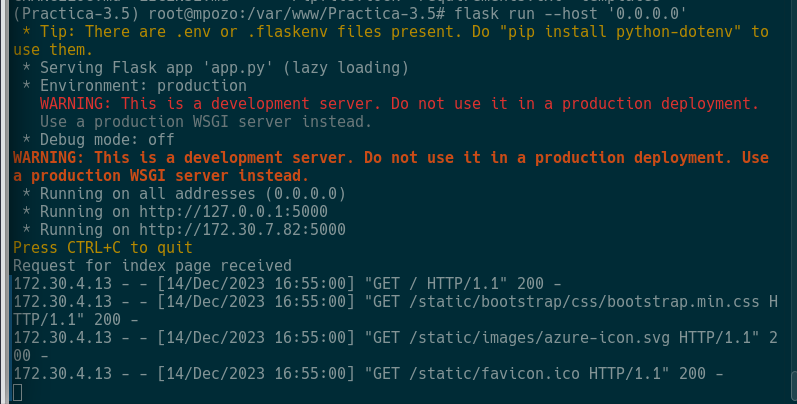 (Practica-3.5) root@mpozo:/var/www/Practica-3.5# flask run --host '0.0.0.0'
 * Tip: There are .env or .flaskenv files present. Do "pip install python-dotenv" to
use them.
 * Serving Flask app 'app.py' (lazy loading)
 * Environment: production
   WARNING: This is a development server. Do not use it in a production deployment.
   Use a production WSGI server instead.
 * Debug mode: off
WARNING: This is a development server. Do not use it in a production deployment. Use
a production WSGI server instead.
 * Running on all addresses (0.0.0.0)
 * Running on http://127.0.0.1:5000
 * Running on http://172.30.7.82:5000
Press CTRL+C to quit
Request for index page received
172.30.4.13 - - [14/Dec/2023 16:55:00] "GET / HTTP/1.1" 200 -
172.30.4.13 - - [14/Dec/2023 16:55:00] "GET /static/bootstrap/css/bootstrap.min.css H
TTP/1.1" 200 -
172.30.4.13 - - [14/Dec/2023 16:55:00] "GET /static/images/azure-icon.svg HTTP/1.1" 2
00 -
172.30.4.13 - - [14/Dec/2023 16:55:00] "GET /static/favicon.ico HTTP/1.1" 200 -